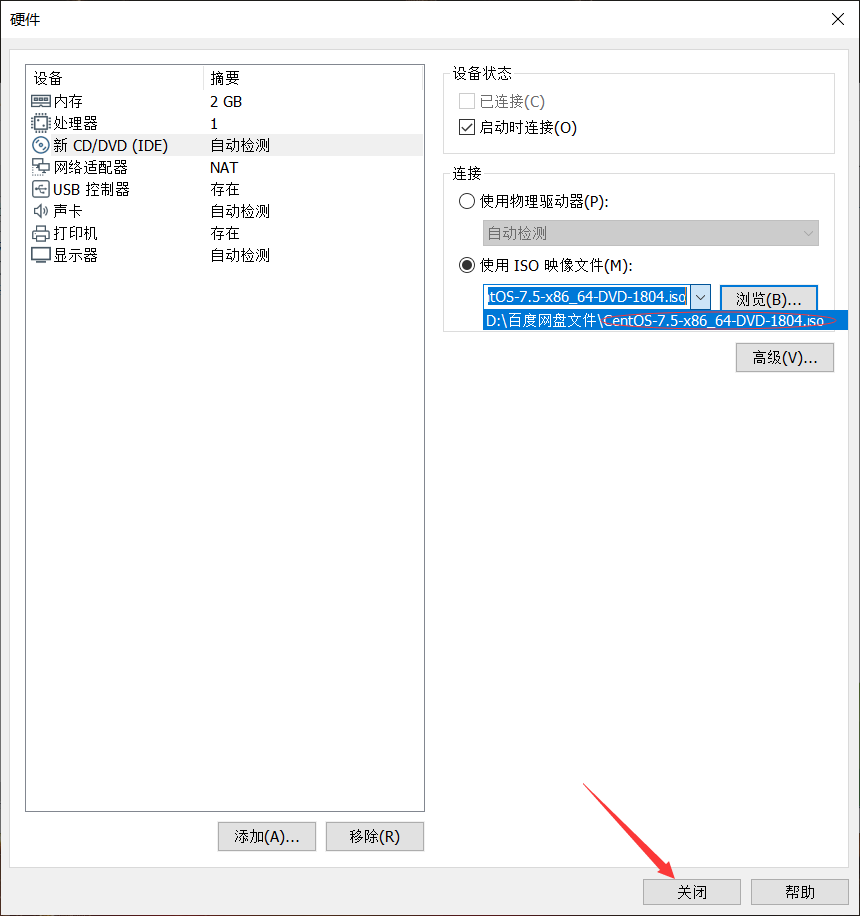 硬件
设备 摘要
内存 2 GB
处理器 1
新 CD/DVD (IDE) 自动检测
网络适配器 NAT
USB 控制器 存在
声卡 自动检测
打印机 存在
显示器 自动检测
添加(A)... 移除(R)
设备状态
已连接(C)
启动时连接(O)
连接
使用物理驱动器(P):
自动检测
使用 ISO 映像文件(M):
tOS-7.5-x86_64-DVD-1804.iso 浏览(B)...
D:\百度网盘文件\CentOS-7.5-x86_64-DVD-1804.iso
高级(V)...
关闭 帮助